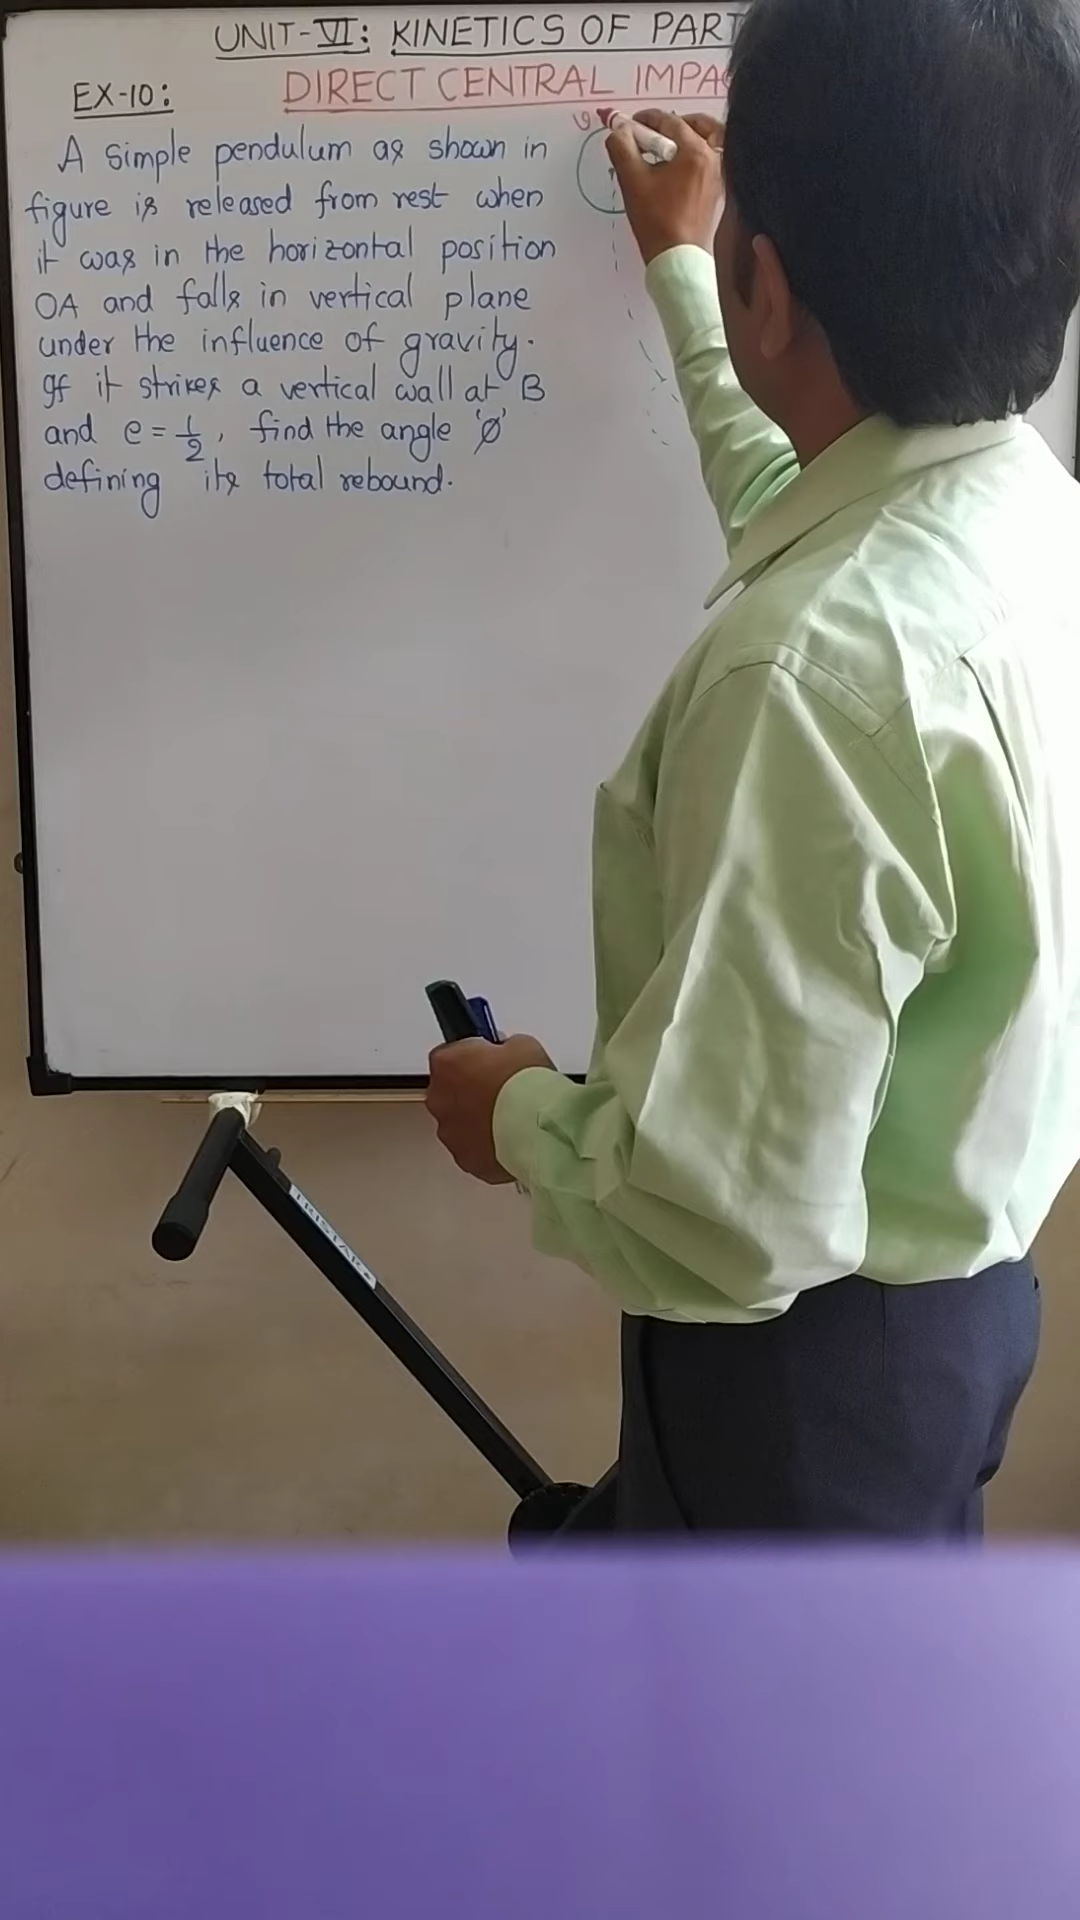 UNIT-VI: KINETICS OF PART
DIRECT CENTRAL IMPAC
EX-10:
A simple pendulum as shown in
figure is released from rest when
it was in the horizontal position
OA and falls in vertical plane
under the influence of gravity.
If it strikes a vertical wall at B
and e = 1/2, find the angle 'φ'
defining its total rebound.
TRISTAR